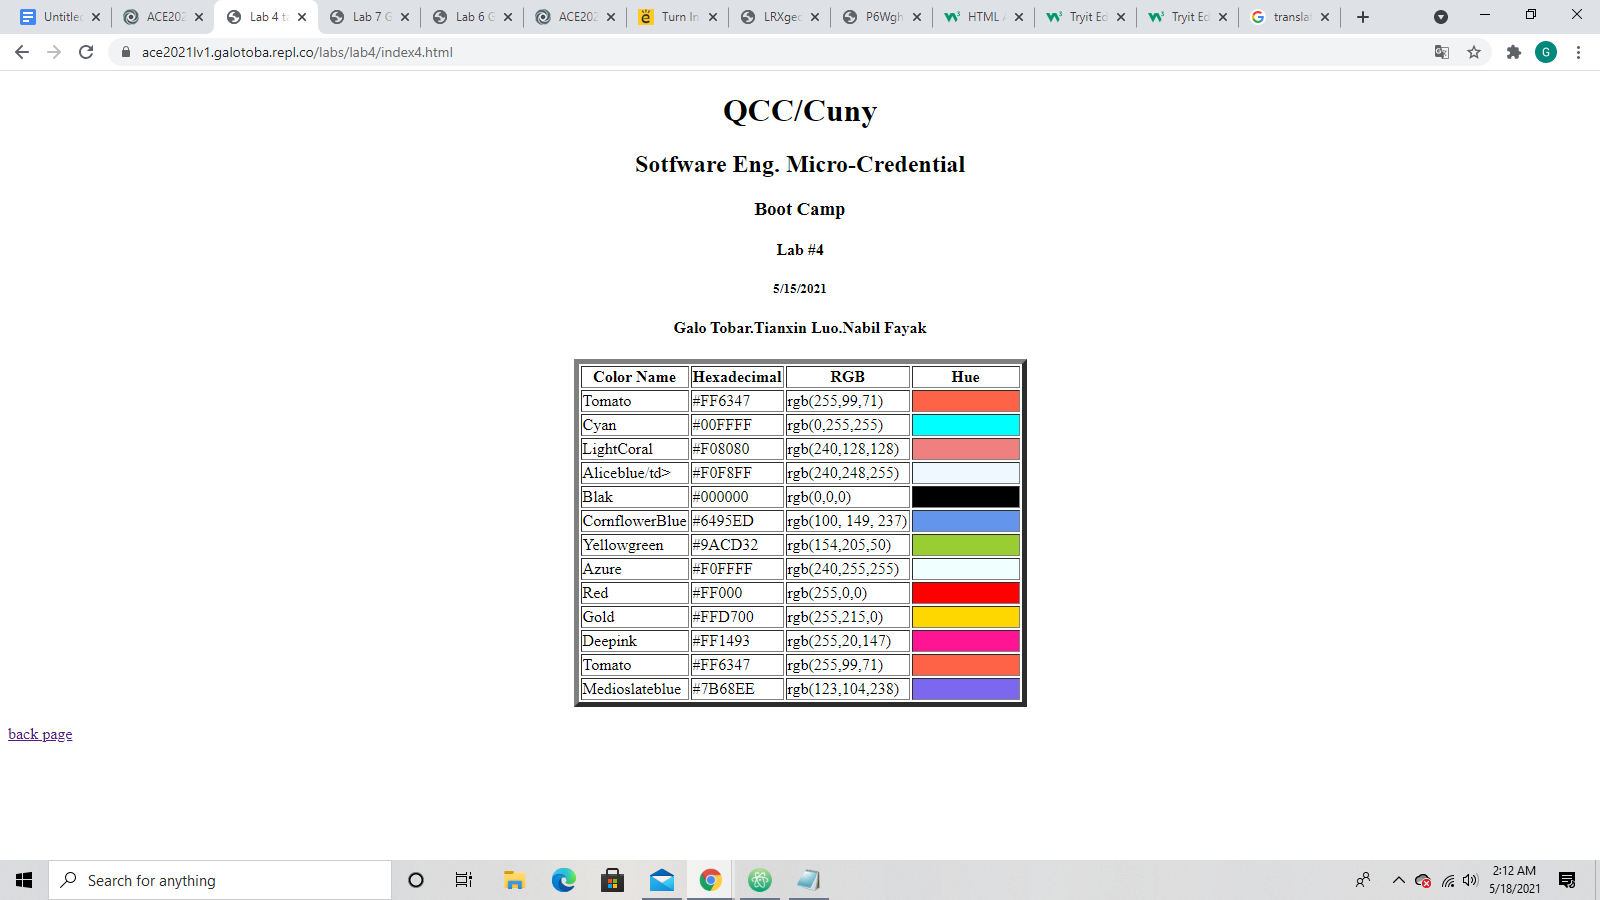 Untitle ACE202 Lab 4 ta Lab 7 G Lab 6 G ACE202 Turn In LRXgec P6Wgh HTML Tryit Ed Tryit Ed translat
ace2021lv1.galotoba.repl.co/labs/lab4/index4.html G
QCC/Cuny
Sotfware Eng. Micro-Credential
Boot Camp
Lab #4
5/15/2021
Galo Tobar.Tianxin Luo.Nabil Fayak
Color Name Hexadecimal RGB Hue
Tomato #FF6347 rgb(255,99,71)
Cyan #00FFFF rgb(0,255,255)
LightCoral #F08080 rgb(240,128,128)
Aliceblue/td> #F0F8FF rgb(240,248,255)
Blak #000000 rgb(0,0,0)
CornflowerBlue #6495ED rgb(100, 149, 237)
Yellowgreen #9ACD32 rgb(154,205,50)
Azure #F0FFFF rgb(240,255,255)
Red #FF000 rgb(255,0,0)
Gold #FFD700 rgb(255,215,0)
Deepink #FF1493 rgb(255,20,147)
Tomato #FF6347 rgb(255,99,71)
Medioslateblue #7B68EE rgb(123,104,238)
back page
Search for anything
2:12 AM
5/18/2021